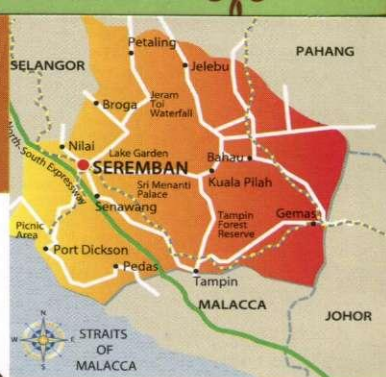 Petaling
PAHANG
SELANGOR
Jelebu
Broga
Jeram
Toi
Waterfall
Nilai
Lake Garden
Bahau
North-South Expressway
SEREMBAN
Sri Menanti
Palace
Kuala Pilah
Senawang
Tampin
Forest
Reserve
Gemas
Picnic
Area
Port Dickson
Pedas
Tampin
MALACCA
JOHOR
N
W
E
S
STRAITS
OF
MALACCA